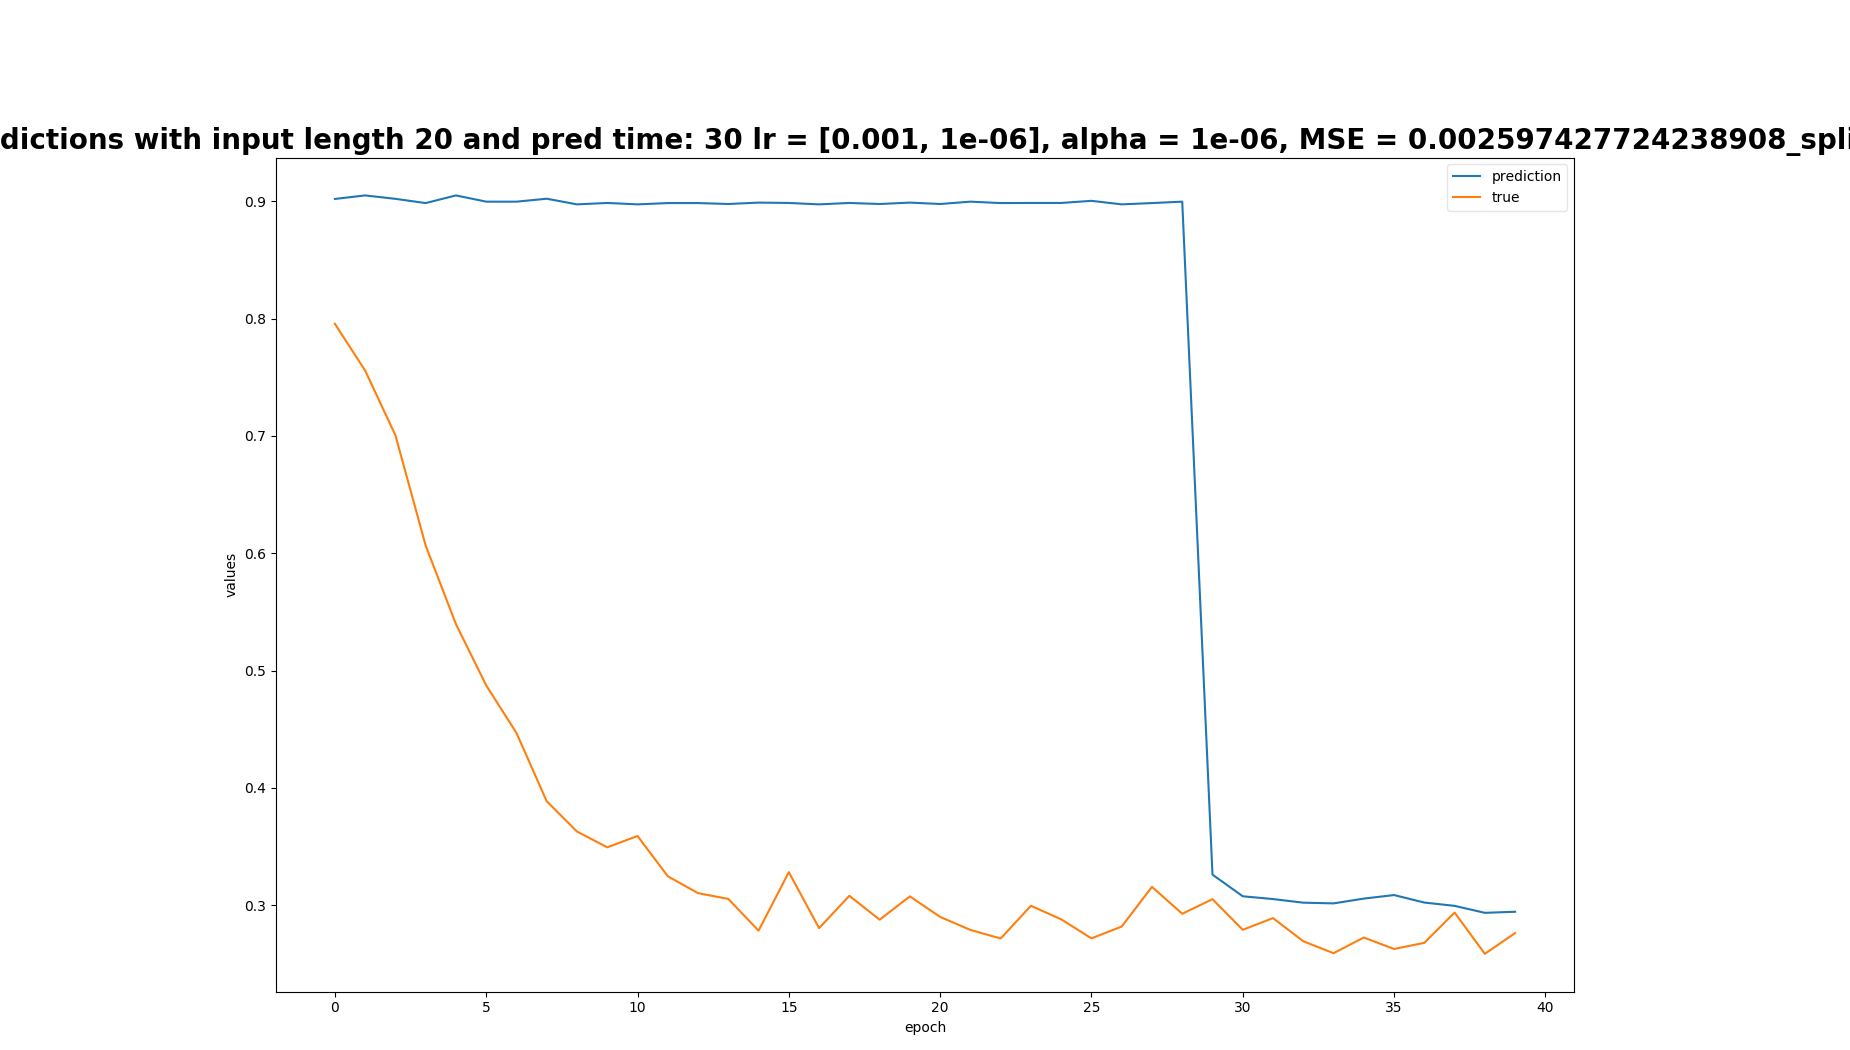 dictions with input length 20 and pred time: 30 lr = [0.001, 1e-06], alpha = 1e-06, MSE = 0.002597427724238908_spli
prediction
true
0.9
0.8
0.7
0.6
0.5
0.4
0.3
values
0 5 10 15 20 25 30 35 40
epoch